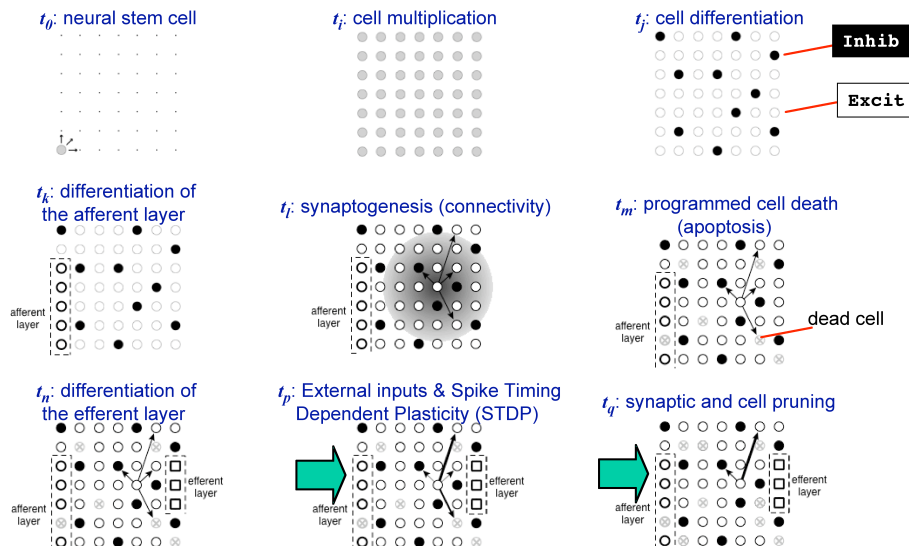 t0: neural stem cell
ti: cell multiplication
tj: cell differentiation
Inhib
Excit
tk: differentiation of
the afferent layer
afferent
layer
tl: synaptogenesis (connectivity)
afferent
layer
tm: programmed cell death
(apoptosis)
afferent
layer
dead cell
tn: differentiation of
the efferent layer
afferent
layer
efferent
layer
tp: External inputs & Spike Timing
Dependent Plasticity (STDP)
afferent
layer
efferent
layer
tq: synaptic and cell pruning
afferent
layer
efferent
layer